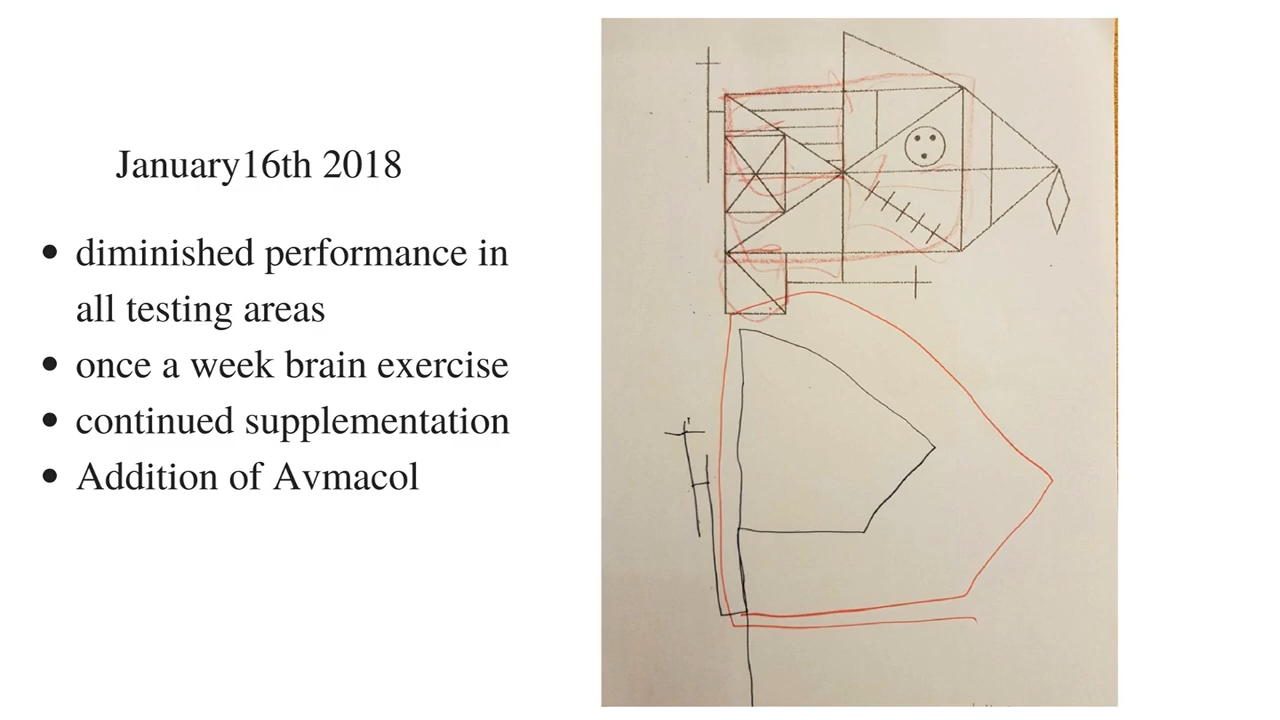 January16th 2018
• diminished performance in
all testing areas
• once a week brain exercise
• continued supplementation
• Addition of Avmacol